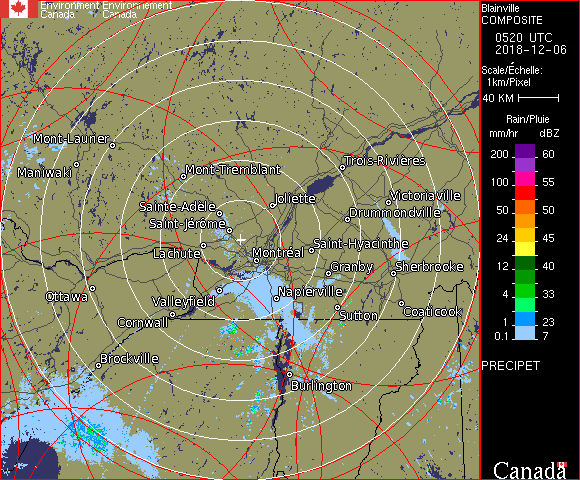 Environment Environnement
Canada Canada
Blainville
COMPOSITE
0520 UTC
2018-12-06
Scale/Échelle:
1km/Pixel
40 KM
Rain/Pluie
mm/hr dBZ
200 60
100 55
50 50
24 45
12 40
4 33
1 23
0.1 7
PRECIPET
Canada
Mont-Laurier
Maniwaki
Mont-Tremblant
Trois-Rivières
Sainte-Adèle
Joliette
Victoriaville
Drummondville
Saint-Jérôme
Lachute
Montréal
Saint-Hyacinthe
Granby
Sherbrooke
Ottawa
Valleyfield
Napierville
Cornwall
Sutton
Coaticook
Brockville
Burlington